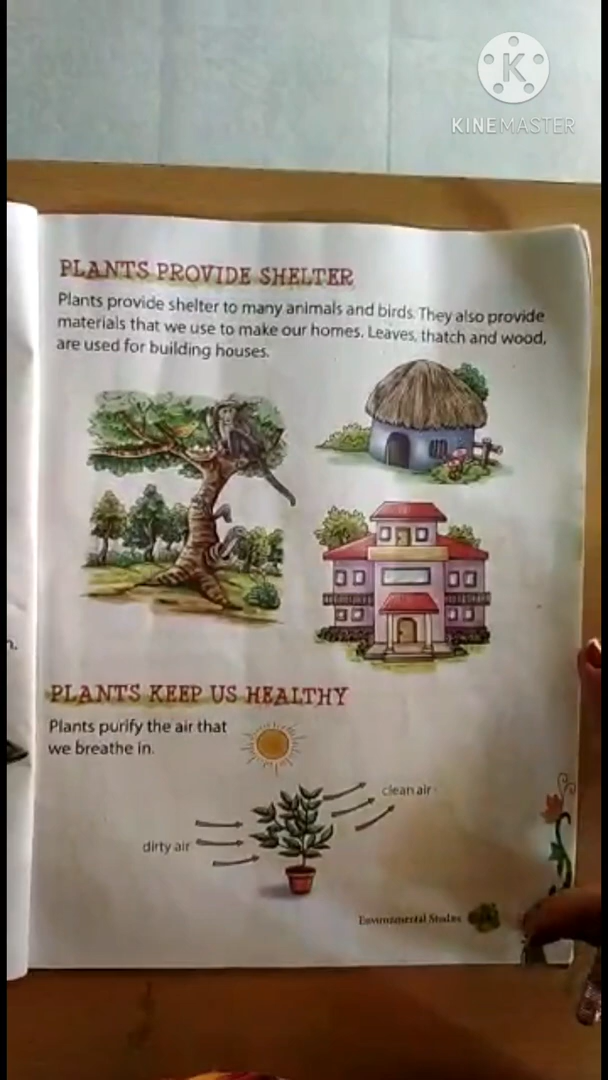 KINEMASTER
PLANTS PROVIDE SHELTER
Plants provide shelter to many animals and birds. They also provide
materials that we use to make our homes. Leaves, thatch and wood,
are used for building houses.
PLANTS KEEP US HEALTHY
Plants purify the air that
we breathe in.
clean air
dirty air
Environmental Studies